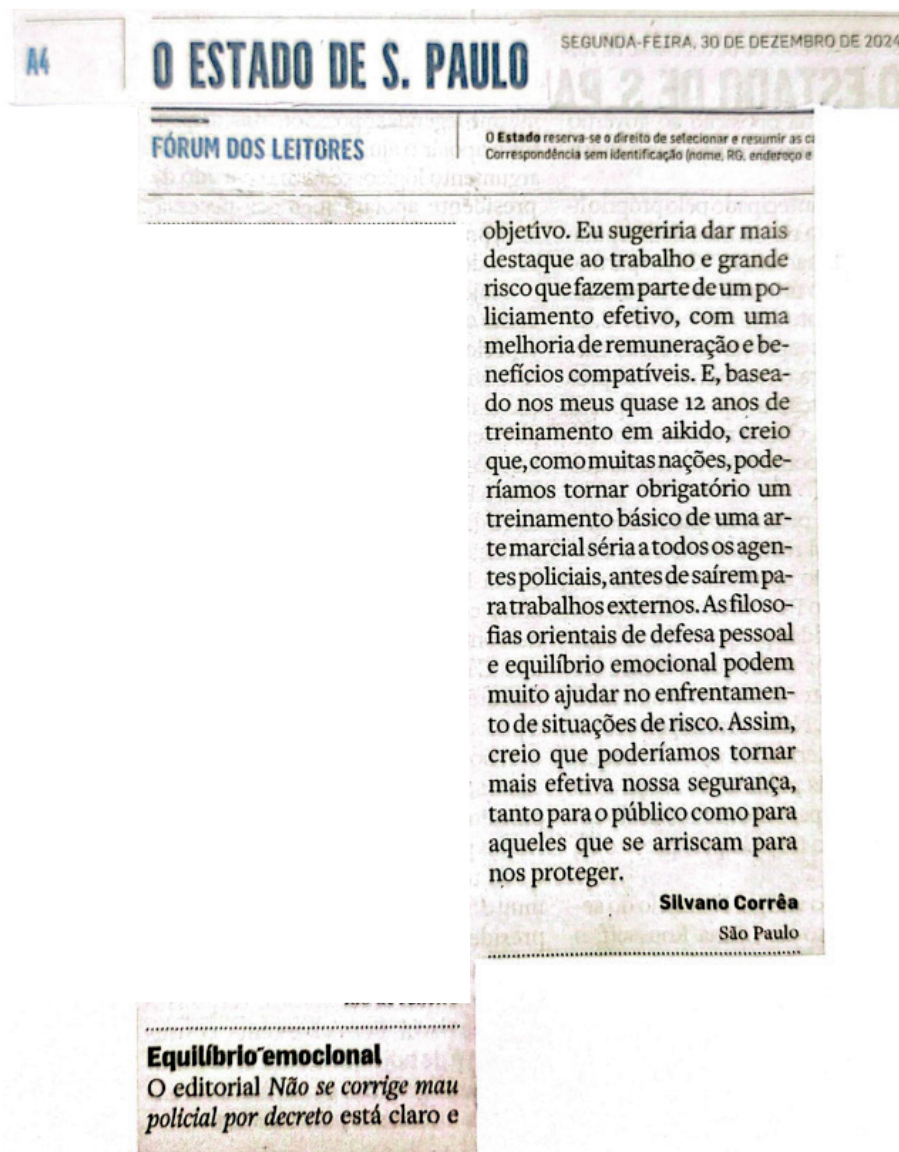 A4
O ESTADO DE S. PAULO
SEGUNDA-FEIRA, 30 DE DEZEMBRO DE 2024
FÓRUM DOS LEITORES
O Estado reserva-se o direito de selecionar e resumir as
Correspondência sem identificação (nome, RG, endereço e
Equilíbrio emocional
O editorial Não se corrige mau
policial por decreto está claro e
objetivo. Eu sugeriria dar mais
destaque ao trabalho e grande
risco que fazem parte de um po-
liciamento efetivo, com uma
melhoria de remuneração e be-
nefícios compatíveis. E, basea-
do nos meus quase 12 anos de
treinamento em aikido, creio
que, como muitas nações, pode-
ríamos tornar obrigatório um
treinamento básico de uma ar-
te marcial séria a todos os agen-
tes policiais, antes de saírem pa-
ra trabalhos externos. As filoso-
fias orientais de defesa pessoal
e equilíbrio emocional podem
muito ajudar no enfrentamen-
to de situações de risco. Assim,
creio que poderíamos tornar
mais efetiva nossa segurança,
tanto para o público como para
aqueles que se arriscam para
nos proteger.
Silvano Corrêa
São Paulo